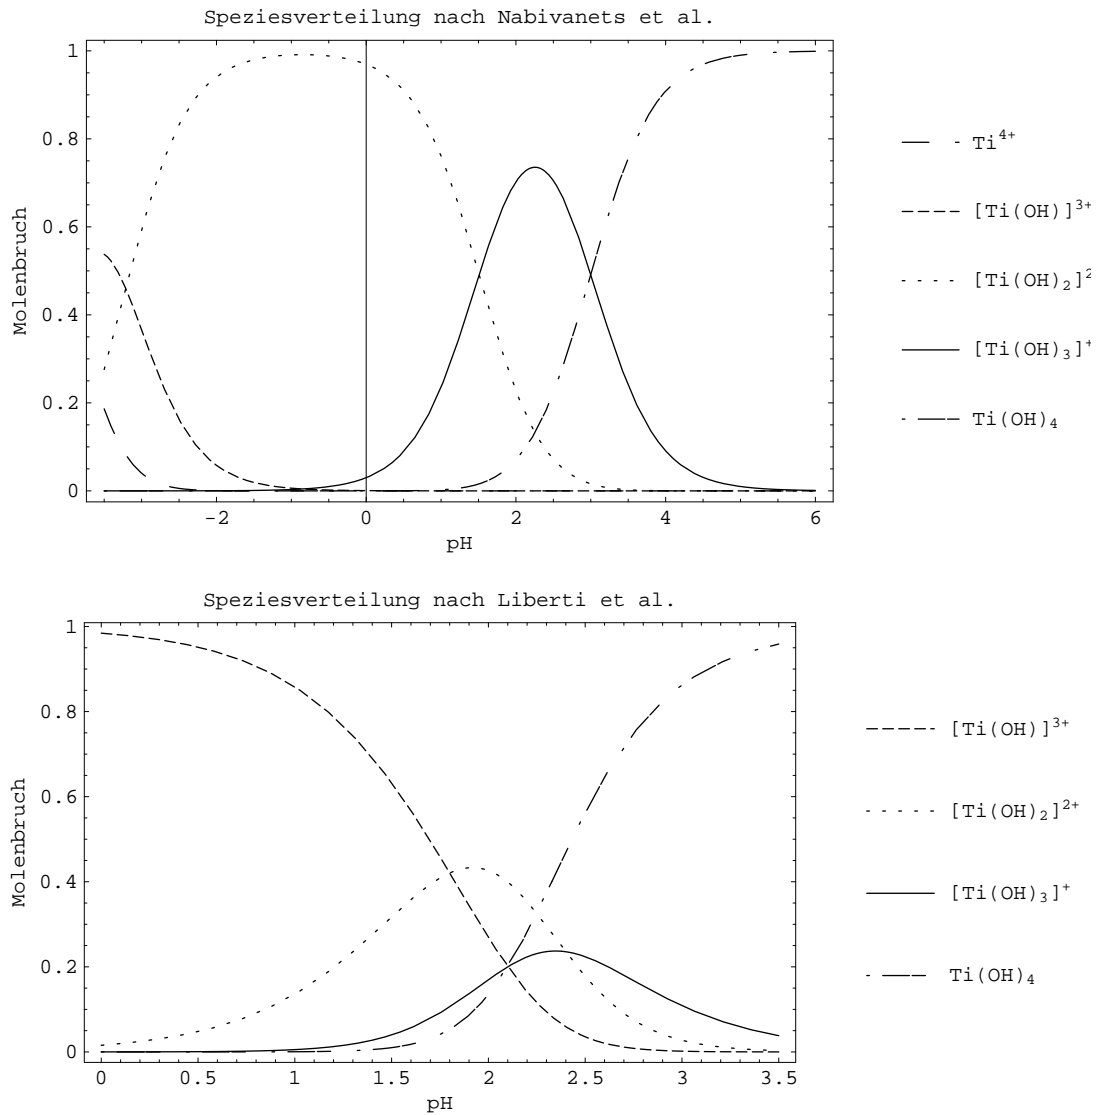 Speziesverteilung nach Nabivanets et al.
1
0.8
0.6
0.4
0.2
0
Molenbruch
-2 0 2 4 6
pH
Ti⁴⁺
[Ti(OH)]³⁺
[Ti(OH)₂]²
[Ti(OH)₃]⁺
Ti(OH)₄
Speziesverteilung nach Liberti et al.
1
0.8
0.6
0.4
0.2
0
Molenbruch
0 0.5 1 1.5 2 2.5 3 3.5
pH
[Ti(OH)]³⁺
[Ti(OH)₂]²⁺
[Ti(OH)₃]⁺
Ti(OH)₄